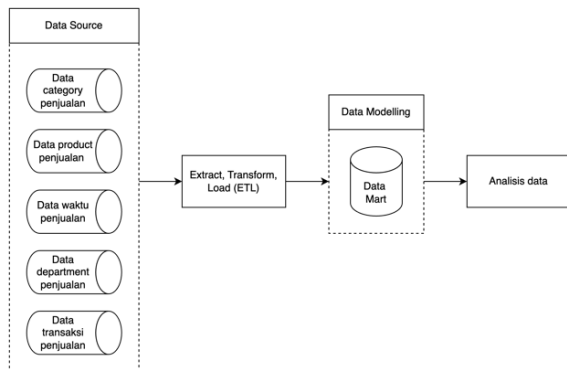 Data Source
Data
category
penjualan
Data product
penjualan
Data waktu
penjualan
Data
department
penjualan
Data
transaksi
penjualan
Extract, Transform,
Load (ETL)
Data Modelling
Data
Mart
Analisis data